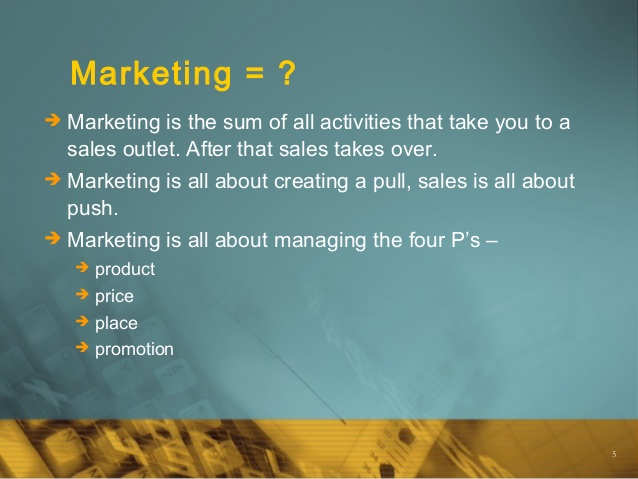 Marketing = ?
➔ Marketing is the sum of all activities that take you to a
sales outlet. After that sales takes over.
➔ Marketing is all about creating a pull, sales is all about
push.
➔ Marketing is all about managing the four P’s –
➔ product
➔ price
➔ place
➔ promotion
5